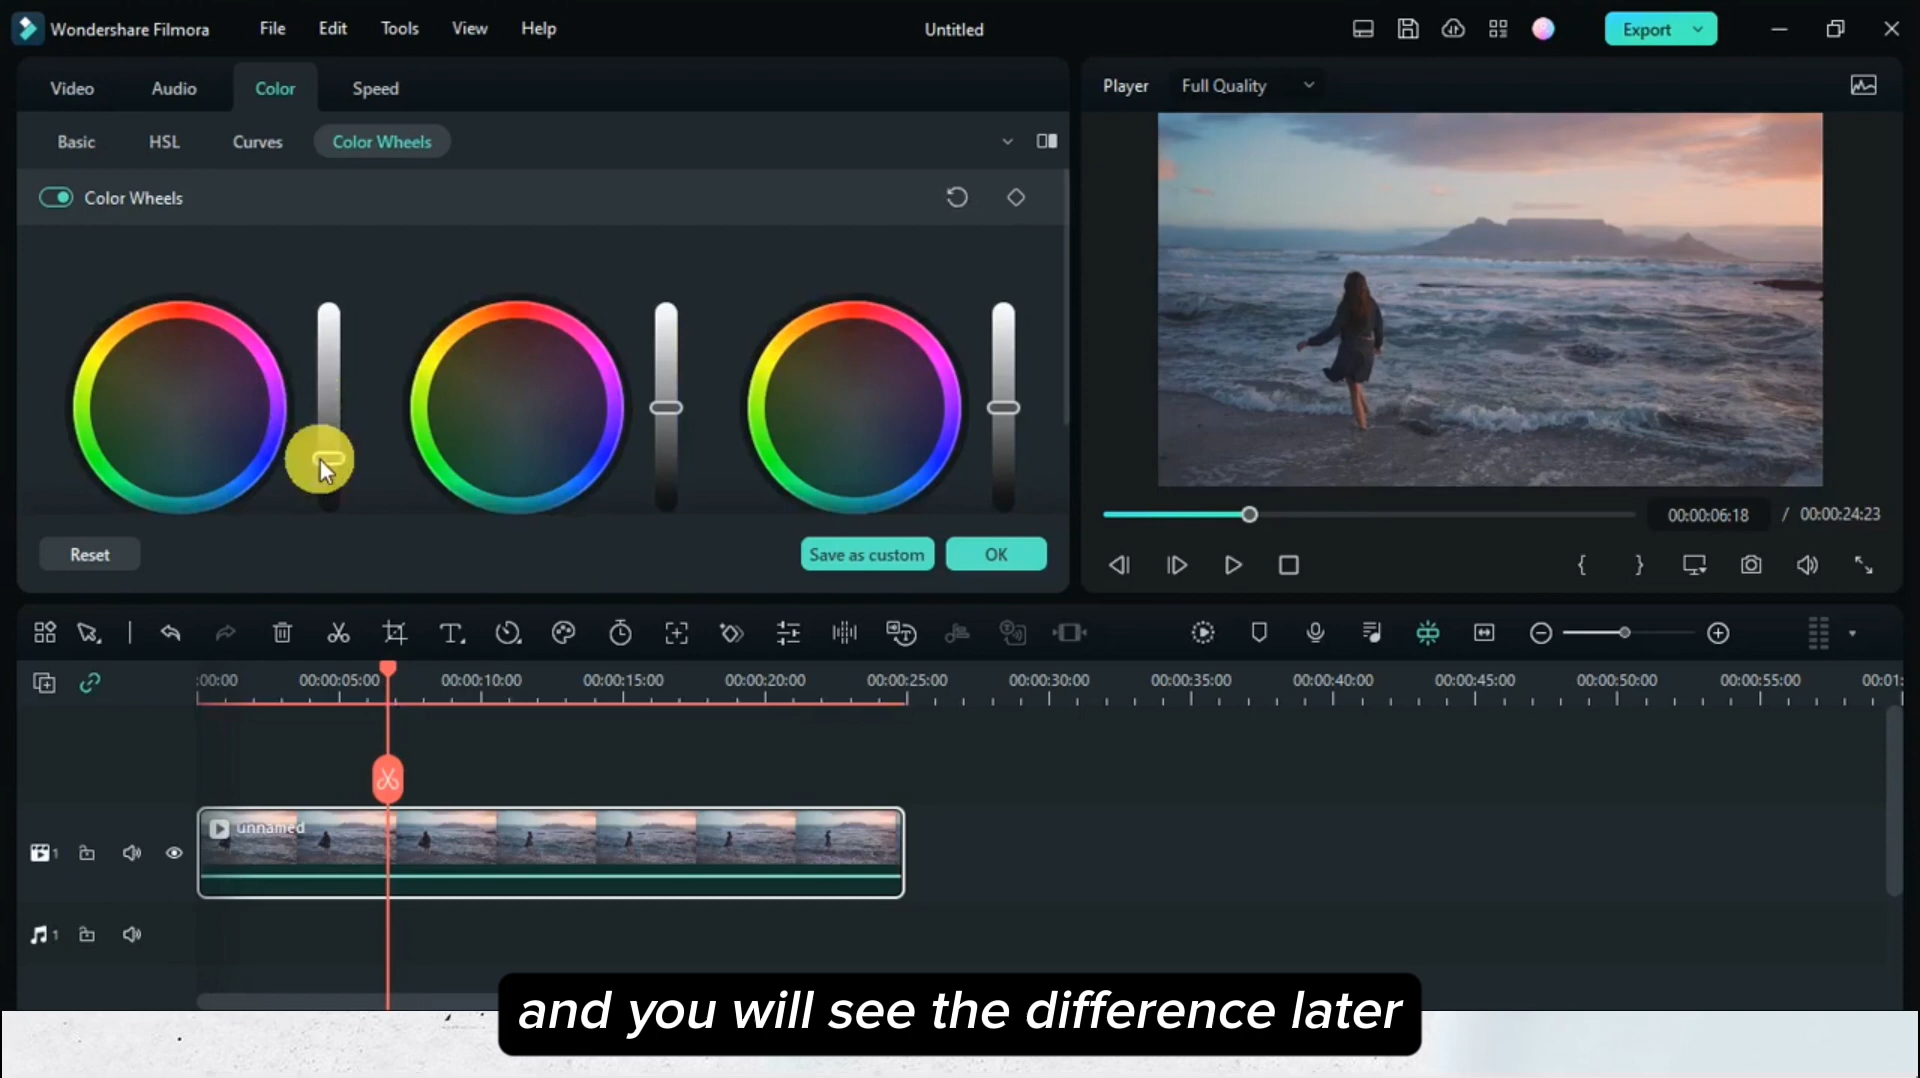 Wondershare Filmora File Edit Tools View Help Untitled Export
Video Audio Color Speed
Player Full Quality
Basic HSL Curves Color Wheels
Color Wheels
00:00:06:18 / 00:00:24:23
{ }
Reset Save as custom OK
:00:00 00:00:05:00 00:00:10:00 00:00:15:00 00:00:20:00 00:00:25:00 00:00:30:00 00:00:35:00 00:00:40:00 00:00:45:00 00:00:50:00 00:00:55:00 00:01:
unnamed
1
1
and you will see the difference later